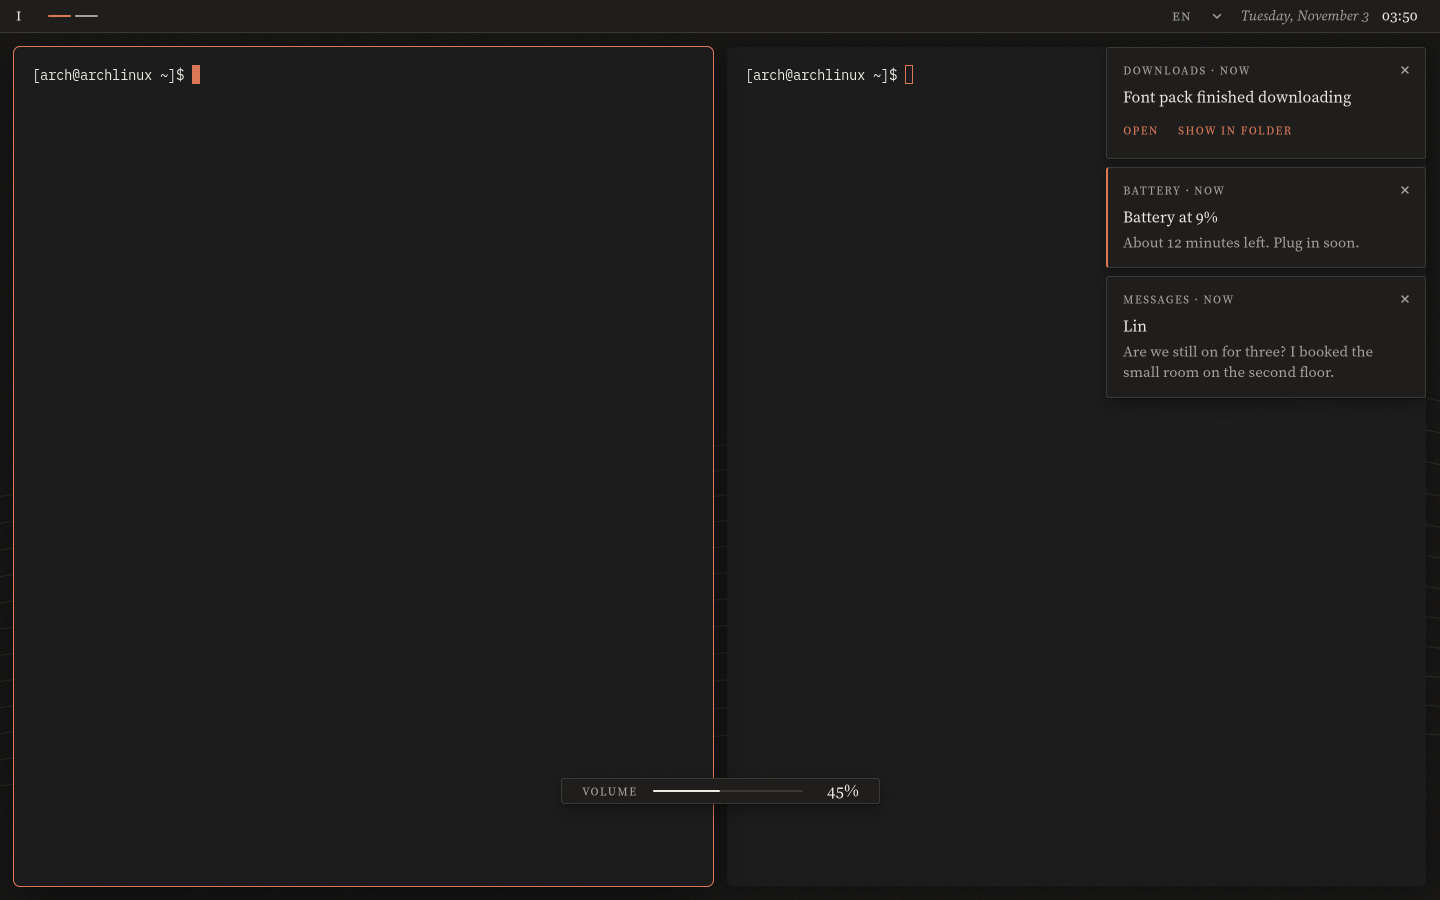 I
EN
Tuesday, November 3
03:50
[arch@archlinux ~]$
[arch@archlinux ~]$
DOWNLOADS · NOW
Font pack finished downloading
OPEN
SHOW IN FOLDER
BATTERY · NOW
Battery at 9%
About 12 minutes left. Plug in soon.
MESSAGES · NOW
Lin
Are we still on for three? I booked the
small room on the second floor.
VOLUME
45%